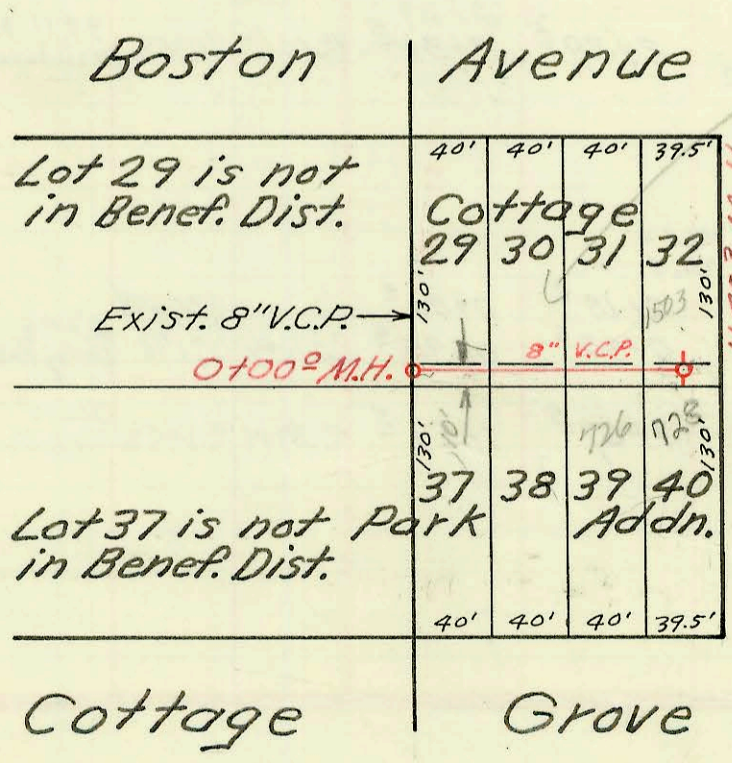 Boston Avenue
40' 40' 40' 39.5'
Lot 29 is not
in Benef. Dist.
Cottage
29 30 31 32
130' 130'
1503
Exist. 8" V.C.P.
8" V.C.P.
0+00º M.H.
726 728
130' 10' 130'
37 38 39 40
Lot 37 is not
in Benef. Dist.
Park Addn.
40' 40' 40' 39.5'
Cottage Grove